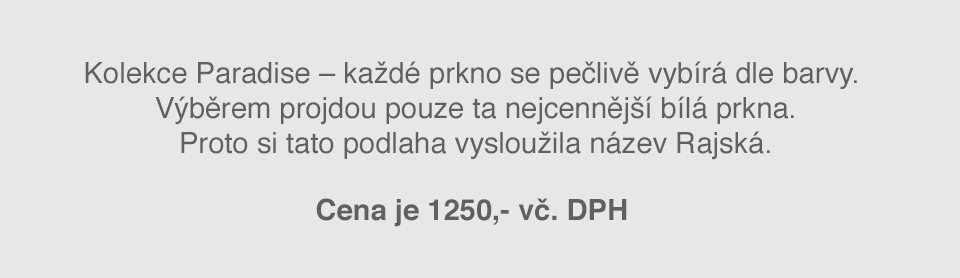 Kolekce Paradise – každé prkno se pečlivě vybírá dle barvy.
Výběrem projdou pouze ta nejcennější bílá prkna.
Proto si tato podlaha vysloužila název Rajská.
Cena je 1250,- vč. DPH